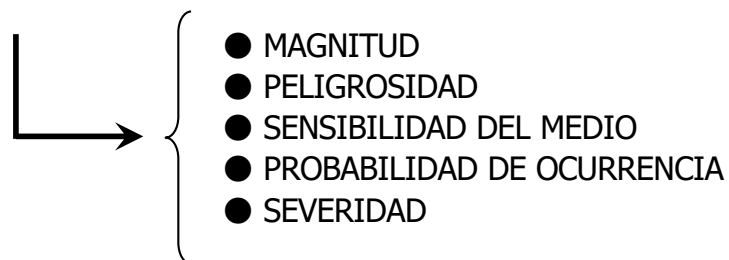 ● MAGNITUD
● PELIGROSIDAD
● SENSIBILIDAD DEL MEDIO
● PROBABILIDAD DE OCURRENCIA
● SEVERIDAD